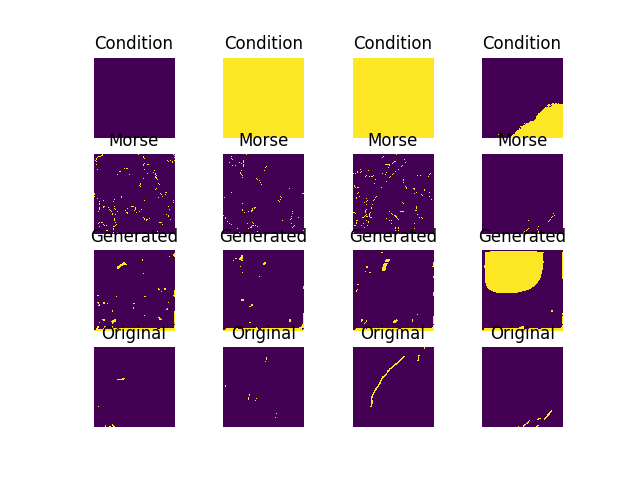 Condition Condition Condition Condition
Morse Morse Morse Morse
Generated Generated Generated Generated
Original Original Original Original